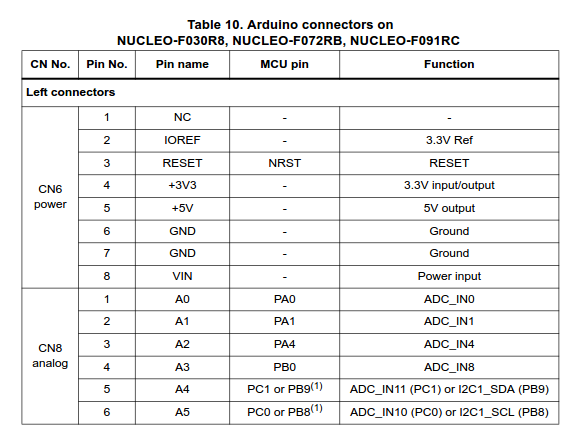 Table 10. Arduino connectors on
NUCLEO-F030R8, NUCLEO-F072RB, NUCLEO-F091RC
CN No. Pin No. Pin name MCU pin Function
Left connectors
CN6 power
1 NC - -
2 IOREF - 3.3V Ref
3 RESET NRST RESET
4 +3V3 - 3.3V input/output
5 +5V - 5V output
6 GND - Ground
7 GND - Ground
8 VIN - Power input
CN8 analog
1 A0 PA0 ADC_IN0
2 A1 PA1 ADC_IN1
3 A2 PA4 ADC_IN4
4 A3 PB0 ADC_IN8
5 A4 PC1 or PB9(1) ADC_IN11 (PC1) or I2C1_SDA (PB9)
6 A5 PC0 or PB8(1) ADC_IN10 (PC0) or I2C1_SCL (PB8)